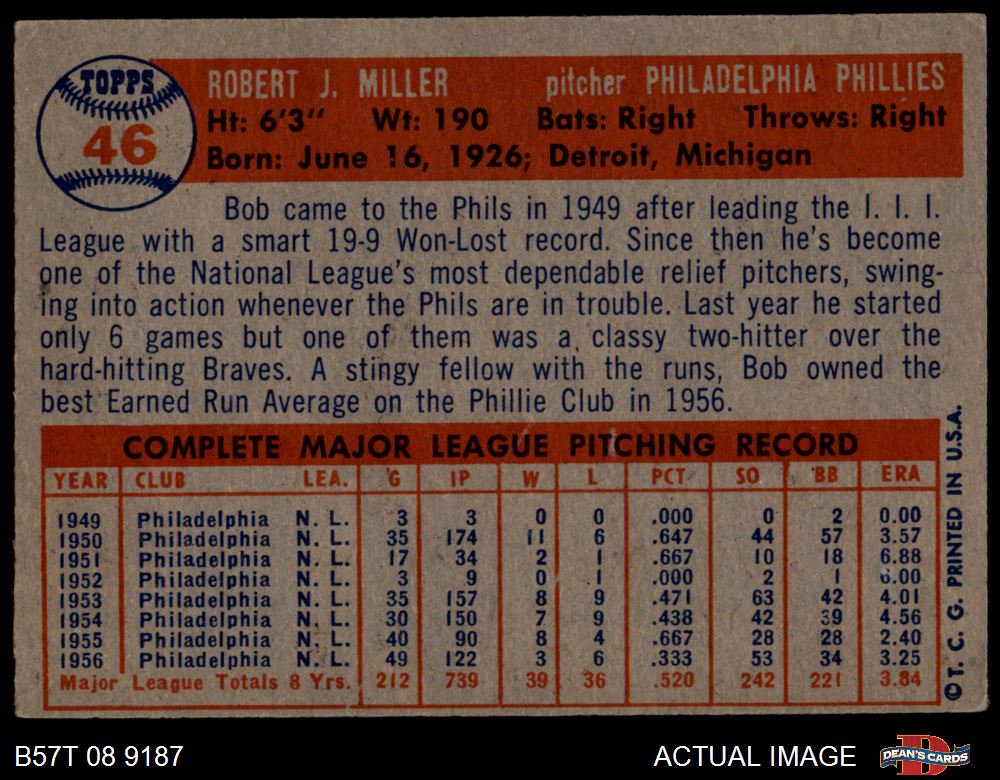 TOPPS
46
ROBERT J. MILLER pitcher PHILADELPHIA PHILLIES
Ht: 6'3" Wt: 190 Bats: Right Throws: Right
Born: June 16, 1926; Detroit, Michigan
Bob came to the Phils in 1949 after leading the I. I. I.
League with a smart 19-9 Won-Lost record. Since then he's become
one of the National League's most dependable relief pitchers, swing-
ing into action whenever the Phils are in trouble. Last year he started
only 6 games but one of them was a classy two-hitter over the
hard-hitting Braves. A stingy fellow with the runs, Bob owned the
best Earned Run Average on the Phillie Club in 1956.
COMPLETE MAJOR LEAGUE PITCHING RECORD
YEAR CLUB LEA. G IP W L PCT SO BB ERA
1949 Philadelphia N. L. 3 3 0 0 .000 0 2 0.00
1950 Philadelphia N. L. 35 174 11 6 .647 44 57 3.57
1951 Philadelphia N. L. 17 34 2 1 .667 10 18 6.88
1952 Philadelphia N. L. 3 9 0 1 .000 2 1 6.00
1953 Philadelphia N. L. 35 157 8 9 .471 63 42 4.01
1954 Philadelphia N. L. 30 150 7 9 .438 42 39 4.56
1955 Philadelphia N. L. 40 90 8 4 .667 28 28 2.40
1956 Philadelphia N. L. 49 122 3 6 .333 53 34 3.25
Major League Totals 8 Yrs. 212 739 39 36 .520 242 221 3.84
©T. C. G. PRINTED IN U.S.A.
B57T 08 9187
ACTUAL IMAGE
DEAN'S CARDS